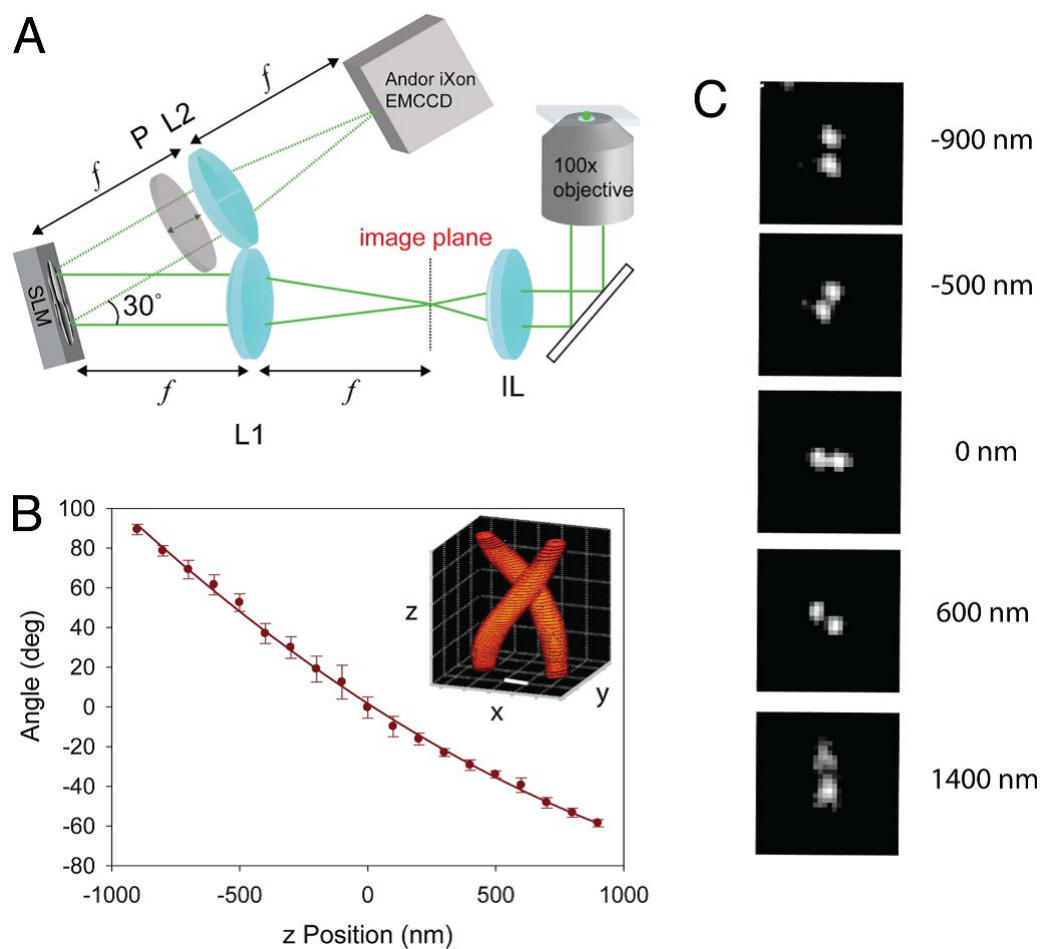 A
f
f
P
L2
Andor iXon
EMCCD
100x
objective
image plane
SLM
30°
f
f
IL
L1
B
100
80
60
40
20
0
-20
-40
-60
-80
Angle (deg)
-1000
-500
0
500
1000
z Position (nm)
z
x
y
C
-900 nm
-500 nm
0 nm
600 nm
1400 nm